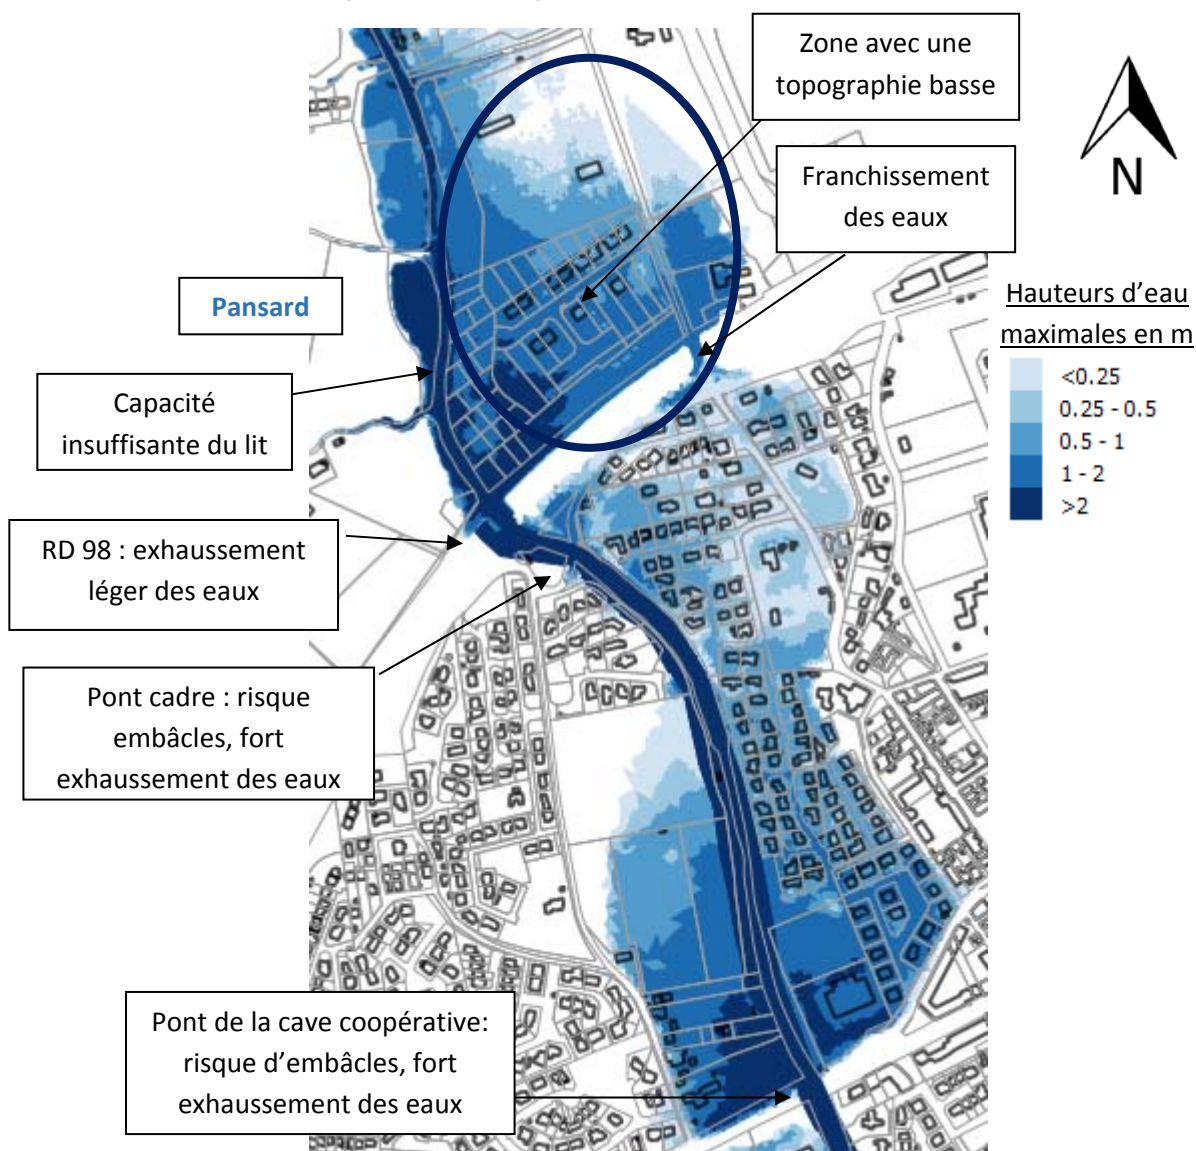 Zone avec une
topographie basse
Franchissement
des eaux
N
Pansard
Hauteurs d'eau
maximales en m
<0.25
0.25 - 0.5
0.5 - 1
1 - 2
>2
Capacité
insuffisante du lit
RD 98 : exhaussement
léger des eaux
Pont cadre : risque
embâcles, fort
exhaussement des eaux
Pont de la cave coopérative:
risque d'embâcles, fort
exhaussement des eaux